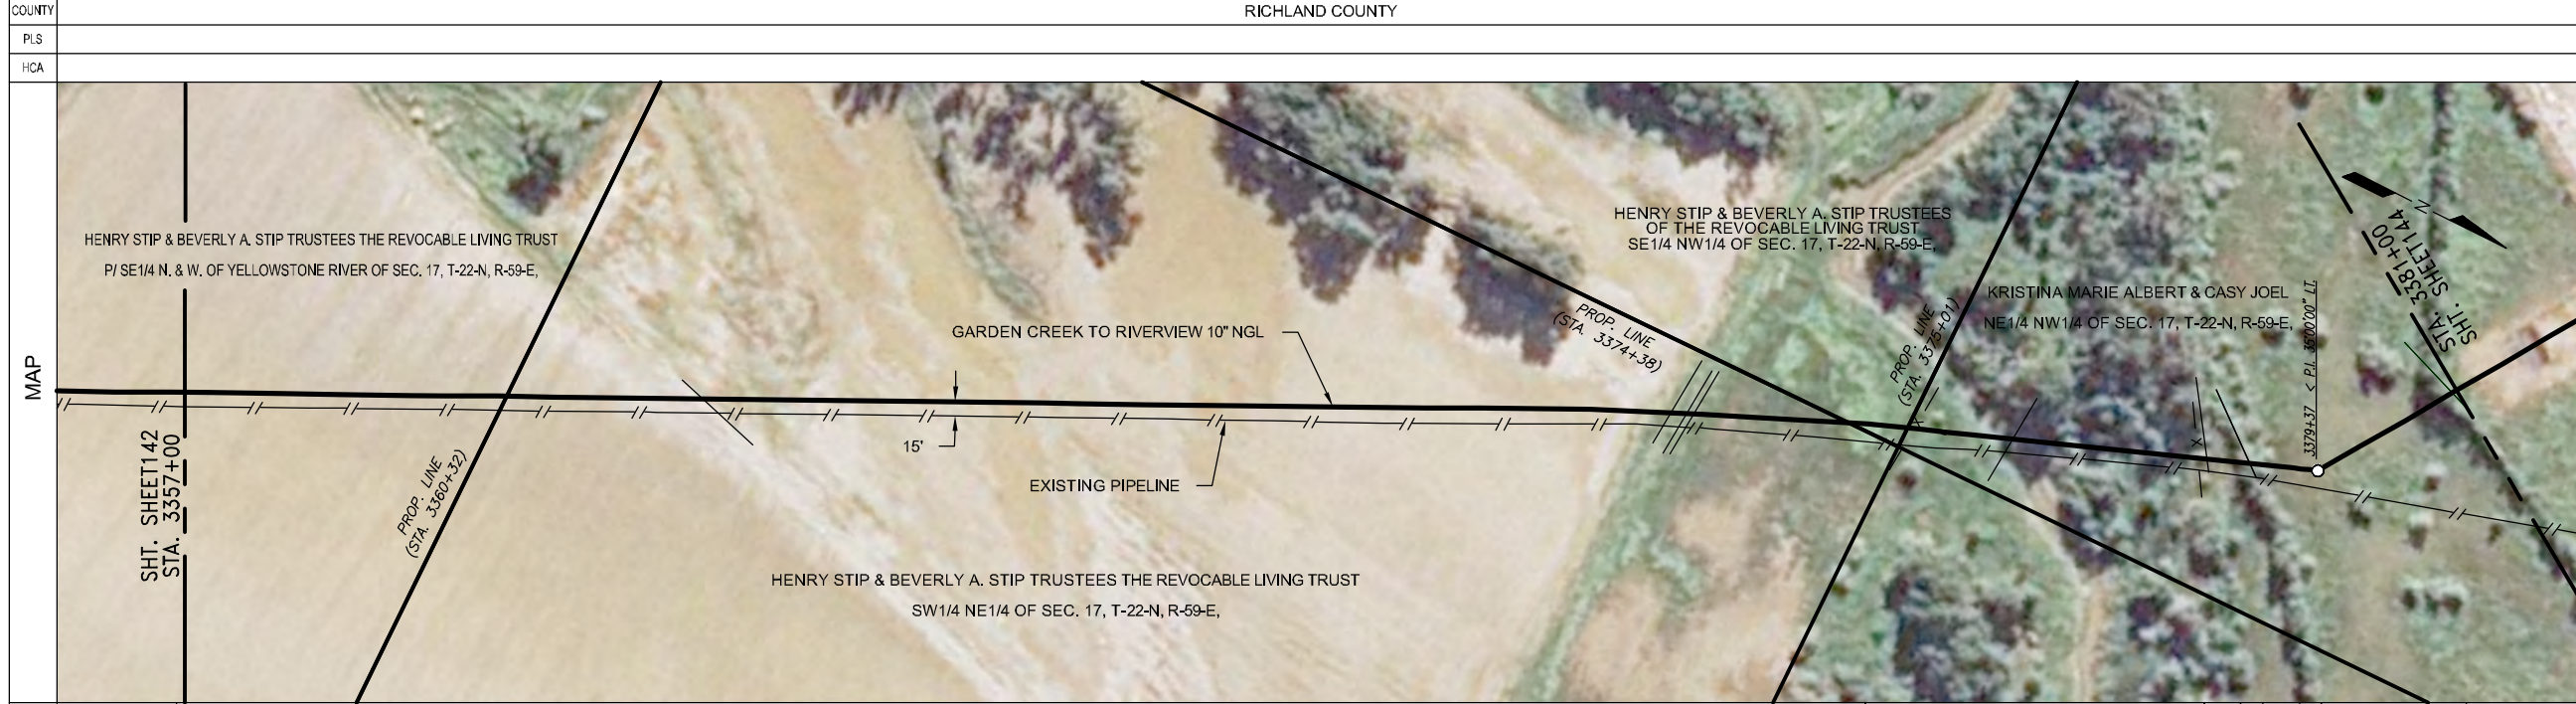 COUNTY
RICHLAND COUNTY
PLS
HCA
MAP
HENRY STIP & BEVERLY A. STIP TRUSTEES THE REVOCABLE LIVING TRUST
P/ SE1/4 N. & W. OF YELLOWSTONE RIVER OF SEC. 17, T-22-N, R-59-E,
SHT. SHEET142
STA. 3357+00
PROP. LINE
(STA. 3360+32)
GARDEN CREEK TO RIVERVIEW 10" NGL
15'
EXISTING PIPELINE
HENRY STIP & BEVERLY A. STIP TRUSTEES THE REVOCABLE LIVING TRUST
SW1/4 NE1/4 OF SEC. 17, T-22-N, R-59-E,
PROP. LINE
(STA. 3374+38)
HENRY STIP & BEVERLY A. STIP TRUSTEES
OF THE REVOCABLE LIVING TRUST
SE1/4 NW1/4 OF SEC. 17, T-22-N, R-59-E,
PROP. LINE
(STA. 3375+01)
KRISTINA MARIE ALBERT & CASY JOEL
NE1/4 NW1/4 OF SEC. 17, T-22-N, R-59-E,
3379+37 < P.I. 36°00'00" LT.
STA. 3381+00
SHT. SHEET144
N
X
X